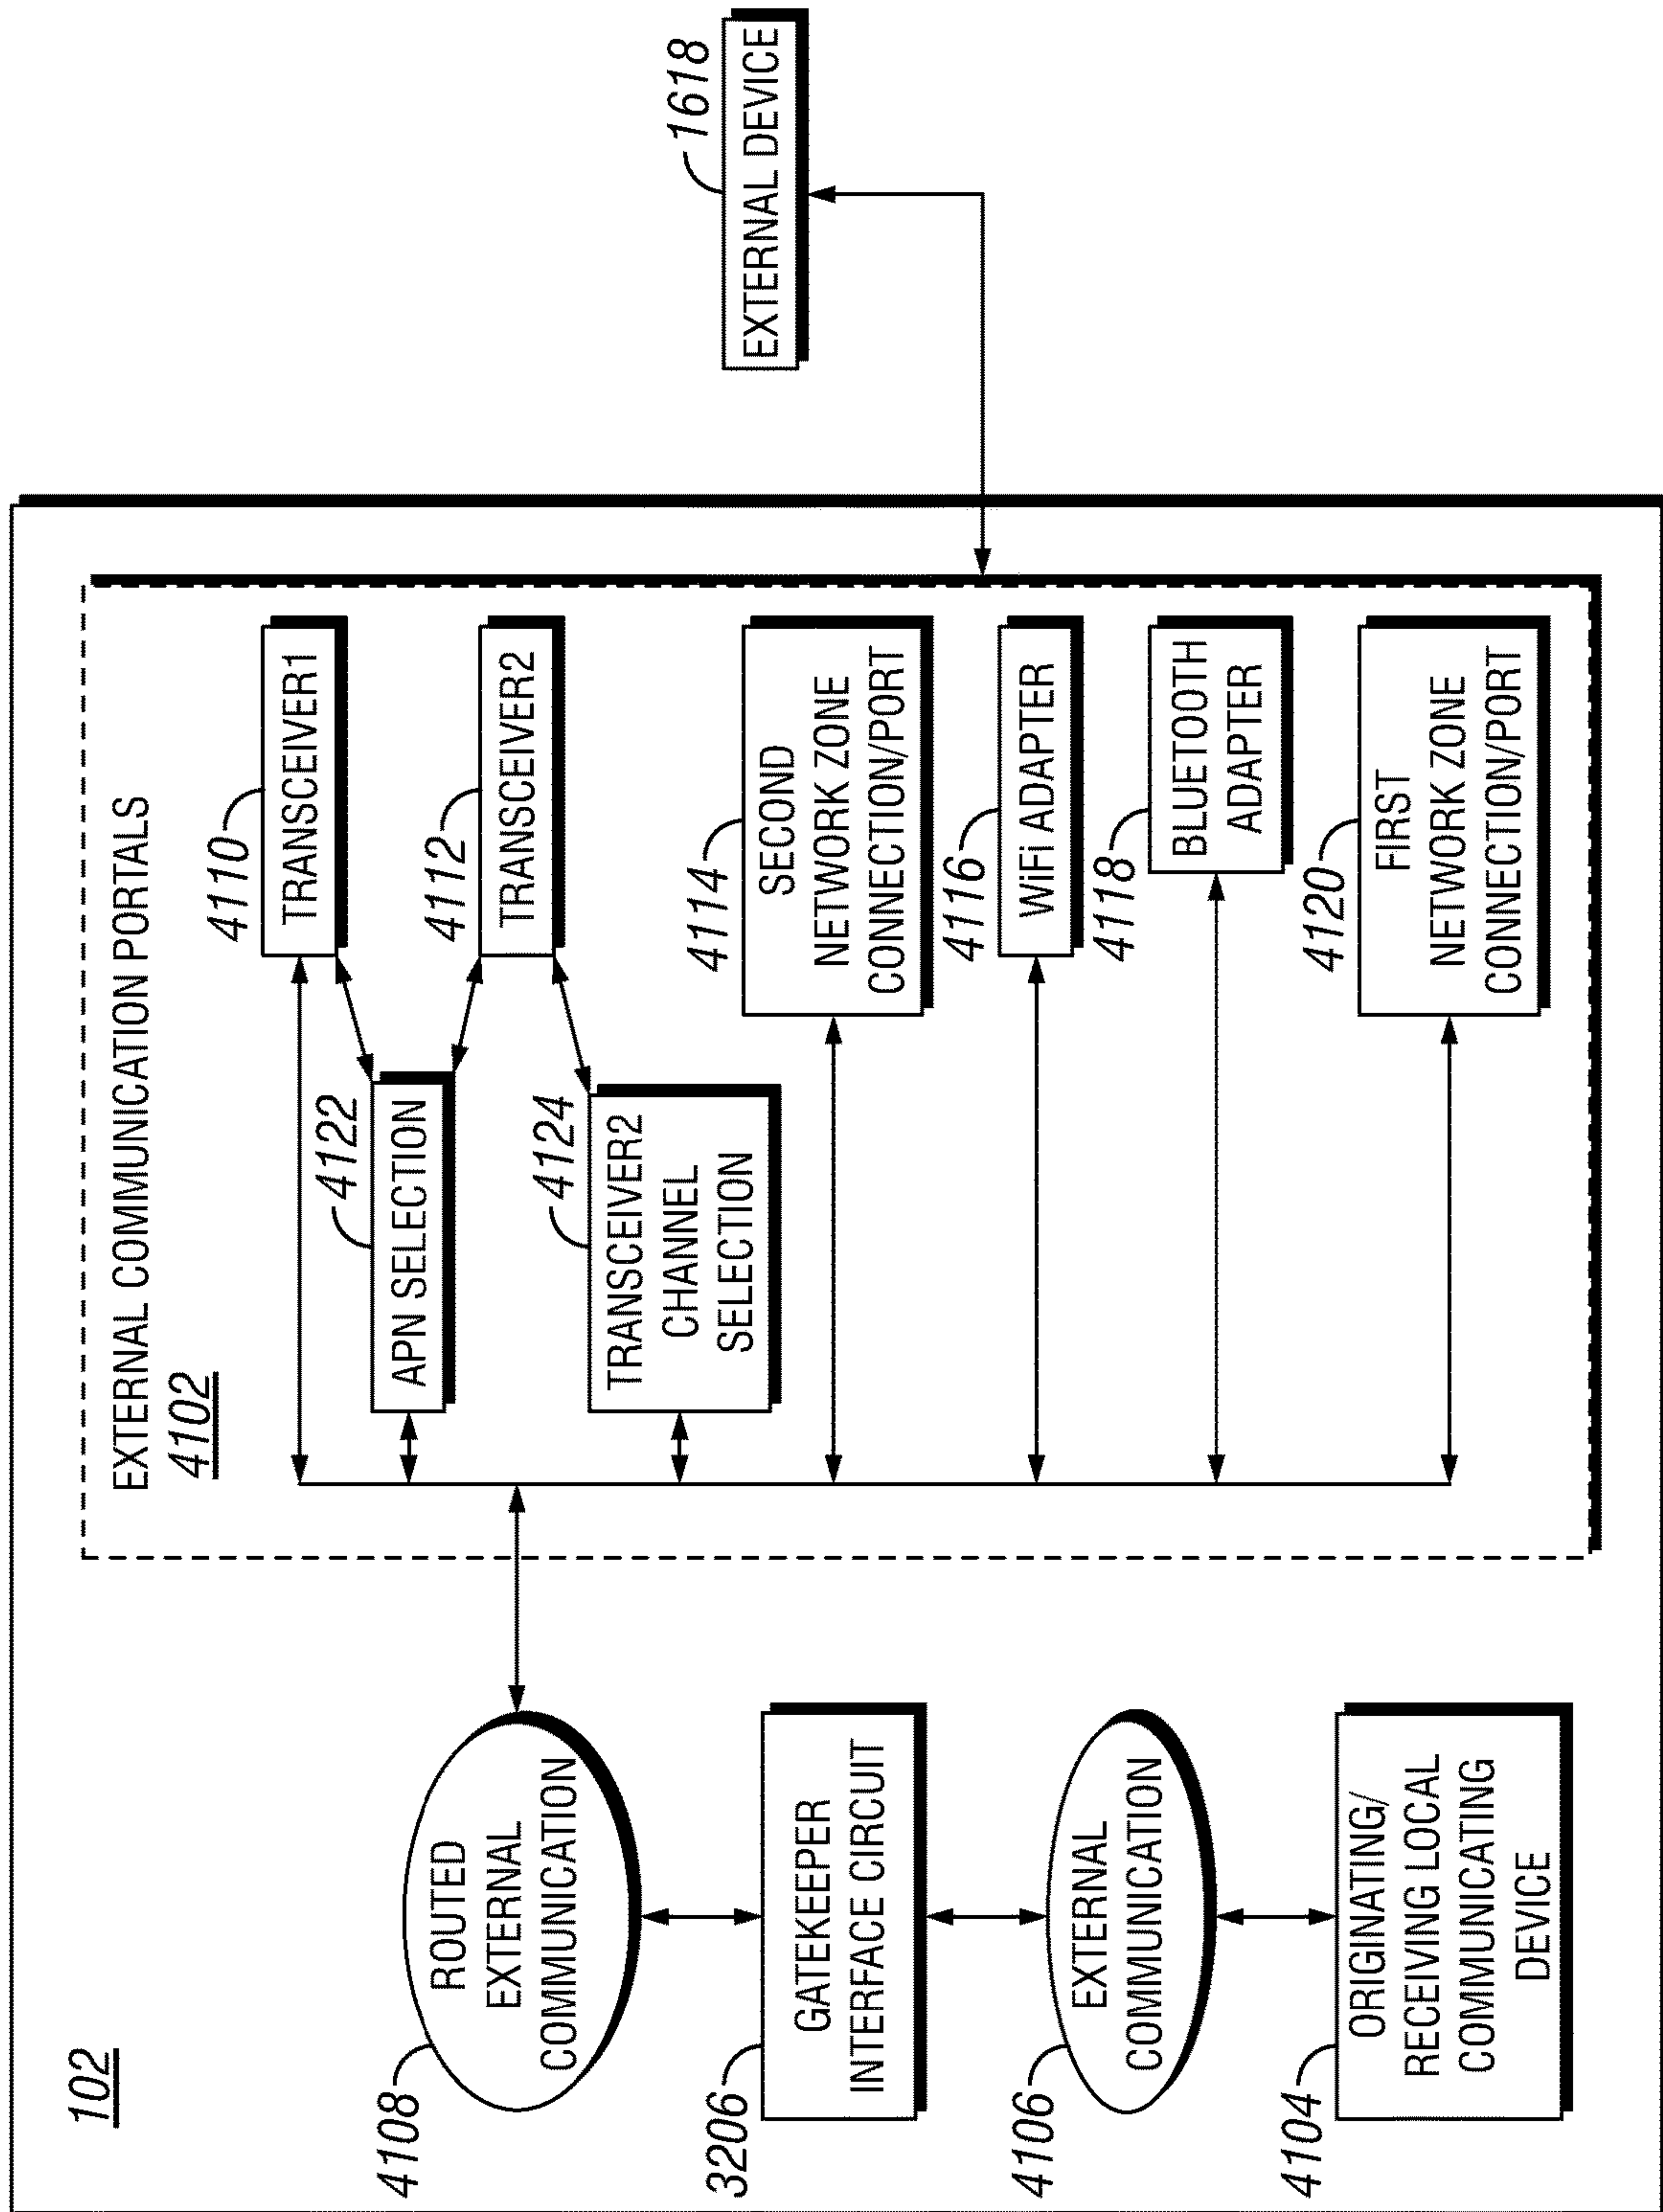 102
EXTERNAL COMMUNICATION PORTALS
4102
4108
ROUTED
EXTERNAL
COMMUNICATION
3206
GATEKEEPER
INTERFACE CIRCUIT
4106
EXTERNAL
COMMUNICATION
4104
ORIGINATING/
RECEIVING LOCAL
COMMUNICATING
DEVICE
4110
TRANSCEIVER1
4122
APN SELECTION
4112
TRANSCEIVER2
4124
TRANSCEIVER2
CHANNEL
SELECTION
4114
SECOND
NETWORK ZONE
CONNECTION/PORT
4116
WiFi ADAPTER
4118
BLUETOOTH
ADAPTER
4120
FIRST
NETWORK ZONE
CONNECTION/PORT
1618
EXTERNAL DEVICE